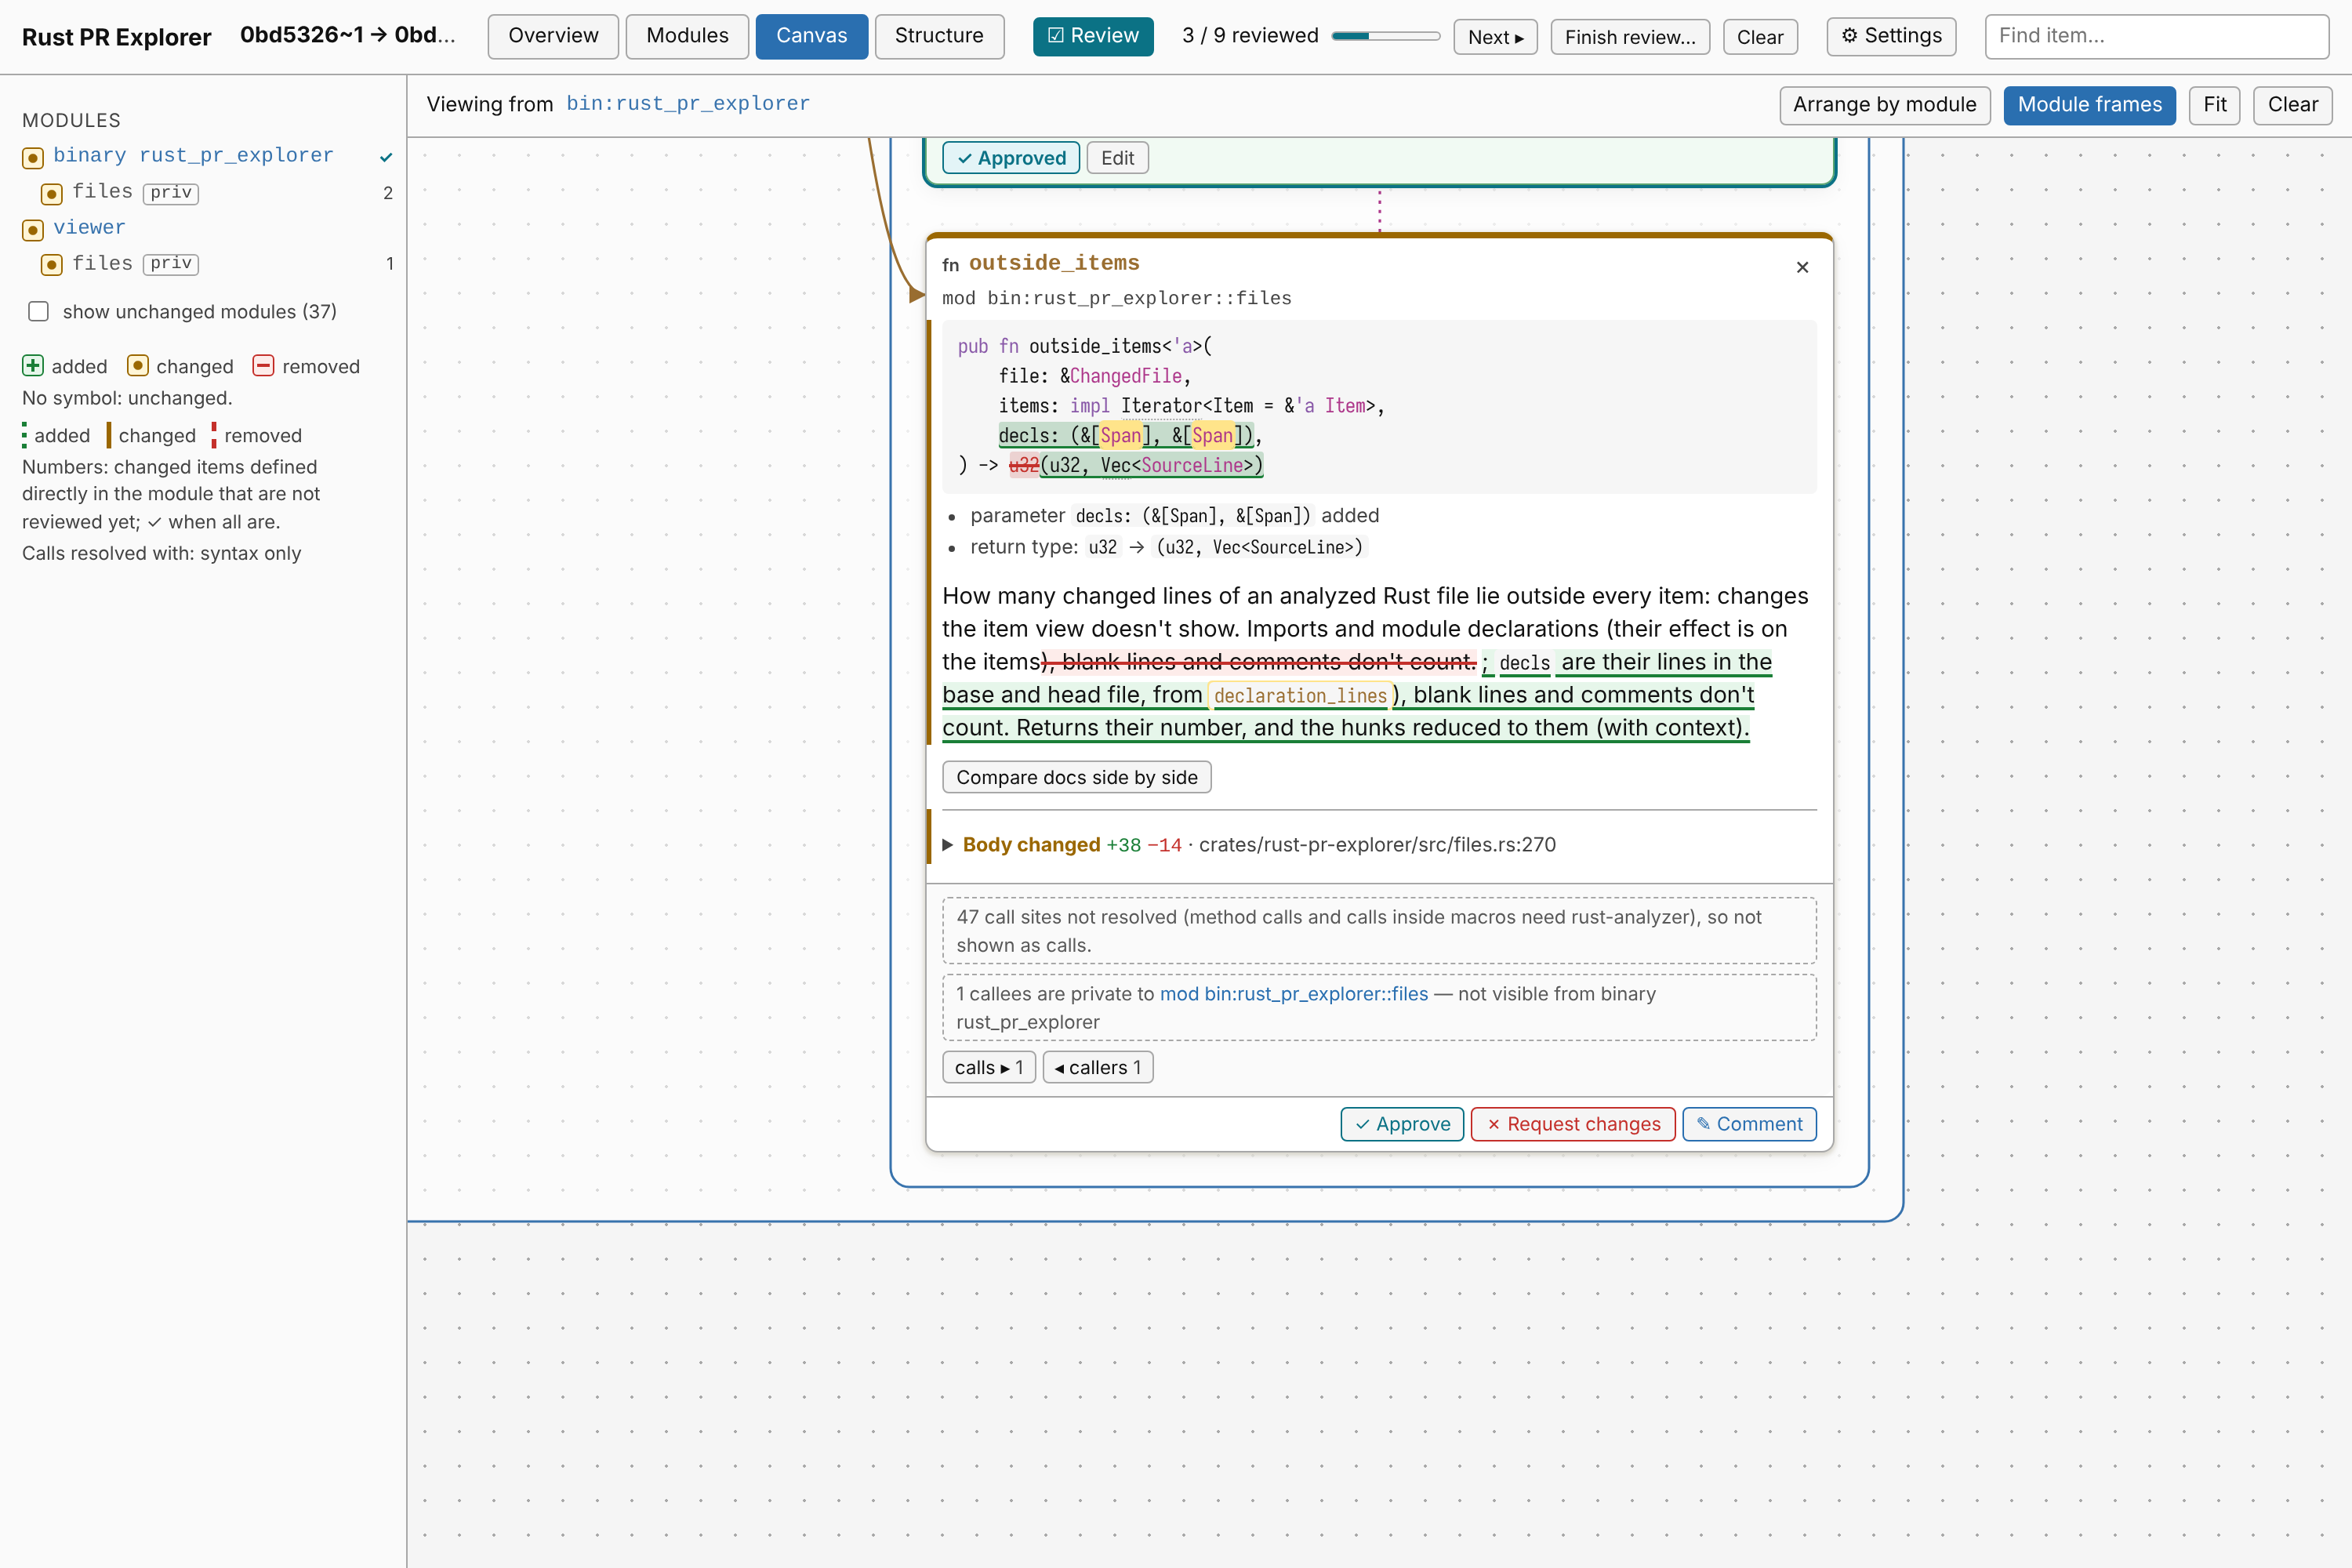 Rust PR Explorer
0bd5326~1 → 0bd…
Overview
Modules
Canvas
Structure
☑ Review
3 / 9 reviewed
Next ▸
Finish review…
Clear
⚙ Settings
Find item…
MODULES
binary rust_pr_explorer ✓
files priv 2
viewer
files priv 1
show unchanged modules (37)
added changed removed
No symbol: unchanged.
added changed removed
Numbers: changed items defined
directly in the module that are not
reviewed yet; ✓ when all are.
Calls resolved with: syntax only
Viewing from bin:rust_pr_explorer
Arrange by module
Module frames
Fit
Clear
✓ Approved
Edit
fn outside_items ×
mod bin:rust_pr_explorer::files
pub fn outside_items<'a>(
    file: &ChangedFile,
    items: impl Iterator<Item = &'a Item>,
    decls: (&[Span], &[Span]),
) -> u32(u32, Vec<SourceLine>)
• parameter decls: (&[Span], &[Span]) added
• return type: u32 → (u32, Vec<SourceLine>)
How many changed lines of an analyzed Rust file lie outside every item: changes
the item view doesn't show. Imports and module declarations (their effect is on
the items), blank lines and comments don't count. ; decls are their lines in the
base and head file, from declaration_lines), blank lines and comments don't
count. Returns their number, and the hunks reduced to them (with context).
Compare docs side by side
▶ Body changed +38 −14 · crates/rust-pr-explorer/src/files.rs:270
47 call sites not resolved (method calls and calls inside macros need rust-analyzer), so not
shown as calls.
1 callees are private to mod bin:rust_pr_explorer::files — not visible from binary
rust_pr_explorer
calls ▸ 1
◂ callers 1
✓ Approve
✕ Request changes
✎ Comment